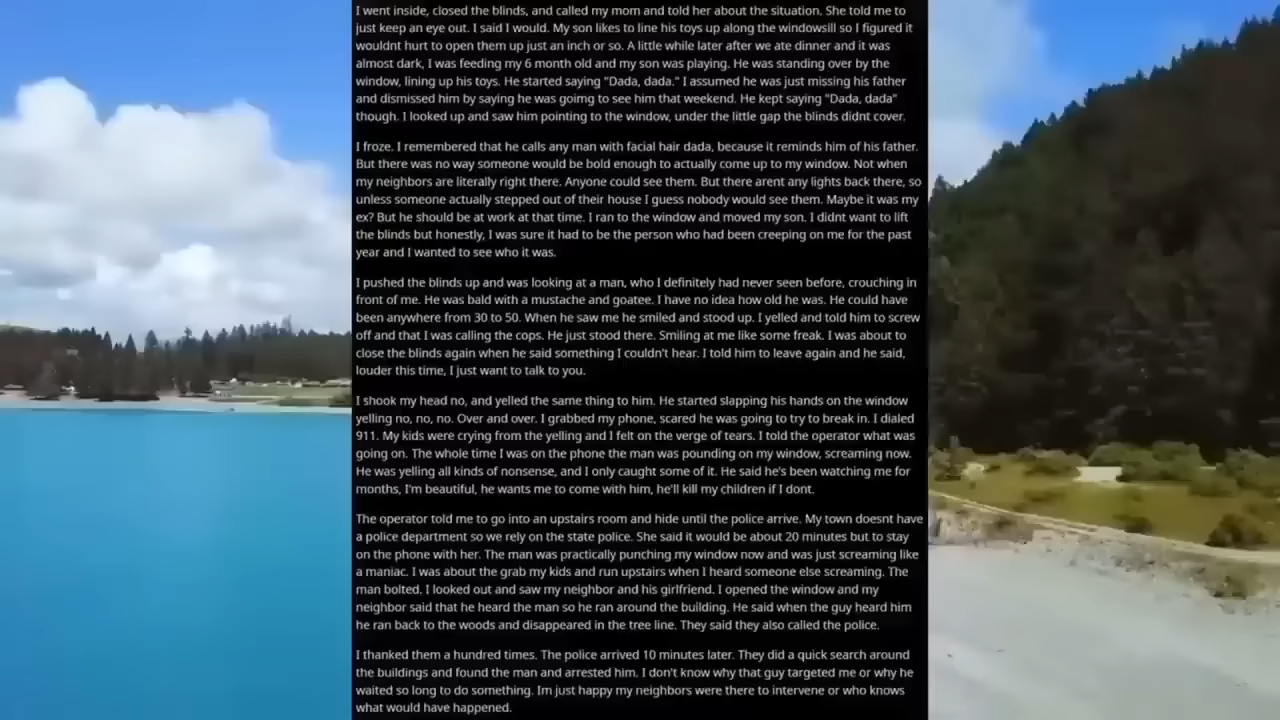 I went inside, closed the blinds, and called my mom and told her about the situation. She told me to
just keep an eye out. I said I would. My son likes to line his toys up along the windowsill so I figured it
wouldnt hurt to open them up just an inch or so. A little while later after we ate dinner and it was
almost dark, I was feeding my 6 month old and my son was playing. He was standing over by the
window, lining up his toys. He started saying "Dada, dada." I assumed he was just missing his father
and dismissed him by saying he was goimg to see him that weekend. He kept saying "Dada, dada"
though. I looked up and saw him pointing to the window, under the little gap the blinds didnt cover.
I froze. I remembered that he calls any man with facial hair dada, because it reminds him of his father.
But there was no way someone would be bold enough to actually come up to my window. Not when
my neighbors are literally right there. Anyone could see them. But there arent any lights back there, so
unless someone actually stepped out of their house I guess nobody would see them. Maybe it was my
ex? But he should be at work at that time. I ran to the window and moved my son. I didnt want to lift
the blinds but honestly, I was sure it had to be the person who had been creeping on me for the past
year and I wanted to see who it was.
I pushed the blinds up and was looking at a man, who I definitely had never seen before, crouching in
front of me. He was bald with a mustache and goatee. I have no idea how old he was. He could have
been anywhere from 30 to 50. When he saw me he smiled and stood up. I yelled and told him to screw
off and that I was calling the cops. He just stood there. Smiling at me like some freak. I was about to
close the blinds again when he said something I couldn't hear. I told him to leave again and he said,
louder this time, I just want to talk to you.
I shook my head no, and yelled the same thing to him. He started slapping his hands on the window
yelling no, no, no. Over and over. I grabbed my phone, scared he was going to try to break in. I dialed
911. My kids were crying from the yelling and I felt on the verge of tears. I told the operator what was
going on. The whole time I was on the phone the man was pounding on my window, screaming now.
He was yelling all kinds of nonsense, and I only caught some of it. He said he's been watching me for
months, I'm beautiful, he wants me to come with him, he'll kill my children if I dont.
The operator told me to go into an upstairs room and hide until the police arrive. My town doesnt have
a police department so we rely on the state police. She said it would be about 20 minutes but to stay
on the phone with her. The man was practically punching my window now and was just screaming like
a maniac. I was about the grab my kids and run upstairs when I heard someone else screaming. The
man bolted. I looked out and saw my neighbor and his girlfriend. I opened the window and my
neighbor said that he heard the man so he ran around the building. He said when the guy heard him
he ran back to the woods and disappeared in the tree line. They said they also called the police.
I thanked them a hundred times. The police arrived 10 minutes later. They did a quick search around
the buildings and found the man and arrested him. I don't know why that guy targeted me or why he
waited so long to do something. Im just happy my neighbors were there to intervene or who knows
what would have happened.